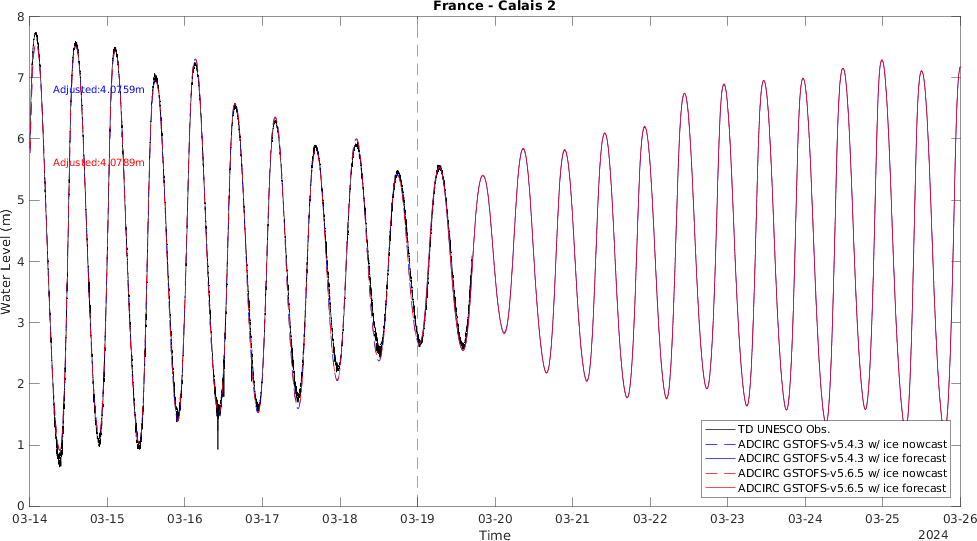 France - Calais 2
8
7
Adjusted:4.0759m
6
Adjusted:4.0789m
5
Water Level (m)
4
3
2
1
0
TD UNESCO Obs.
ADCIRC GSTOFS-v5.4.3 w/ ice nowcast
ADCIRC GSTOFS-v5.4.3 w/ ice forecast
ADCIRC GSTOFS-v5.6.5 w/ ice nowcast
ADCIRC GSTOFS-v5.6.5 w/ ice forecast
03-14 03-15 03-16 03-17 03-18 03-19 03-20 03-21 03-22 03-23 03-24 03-25 03-26
Time
2024